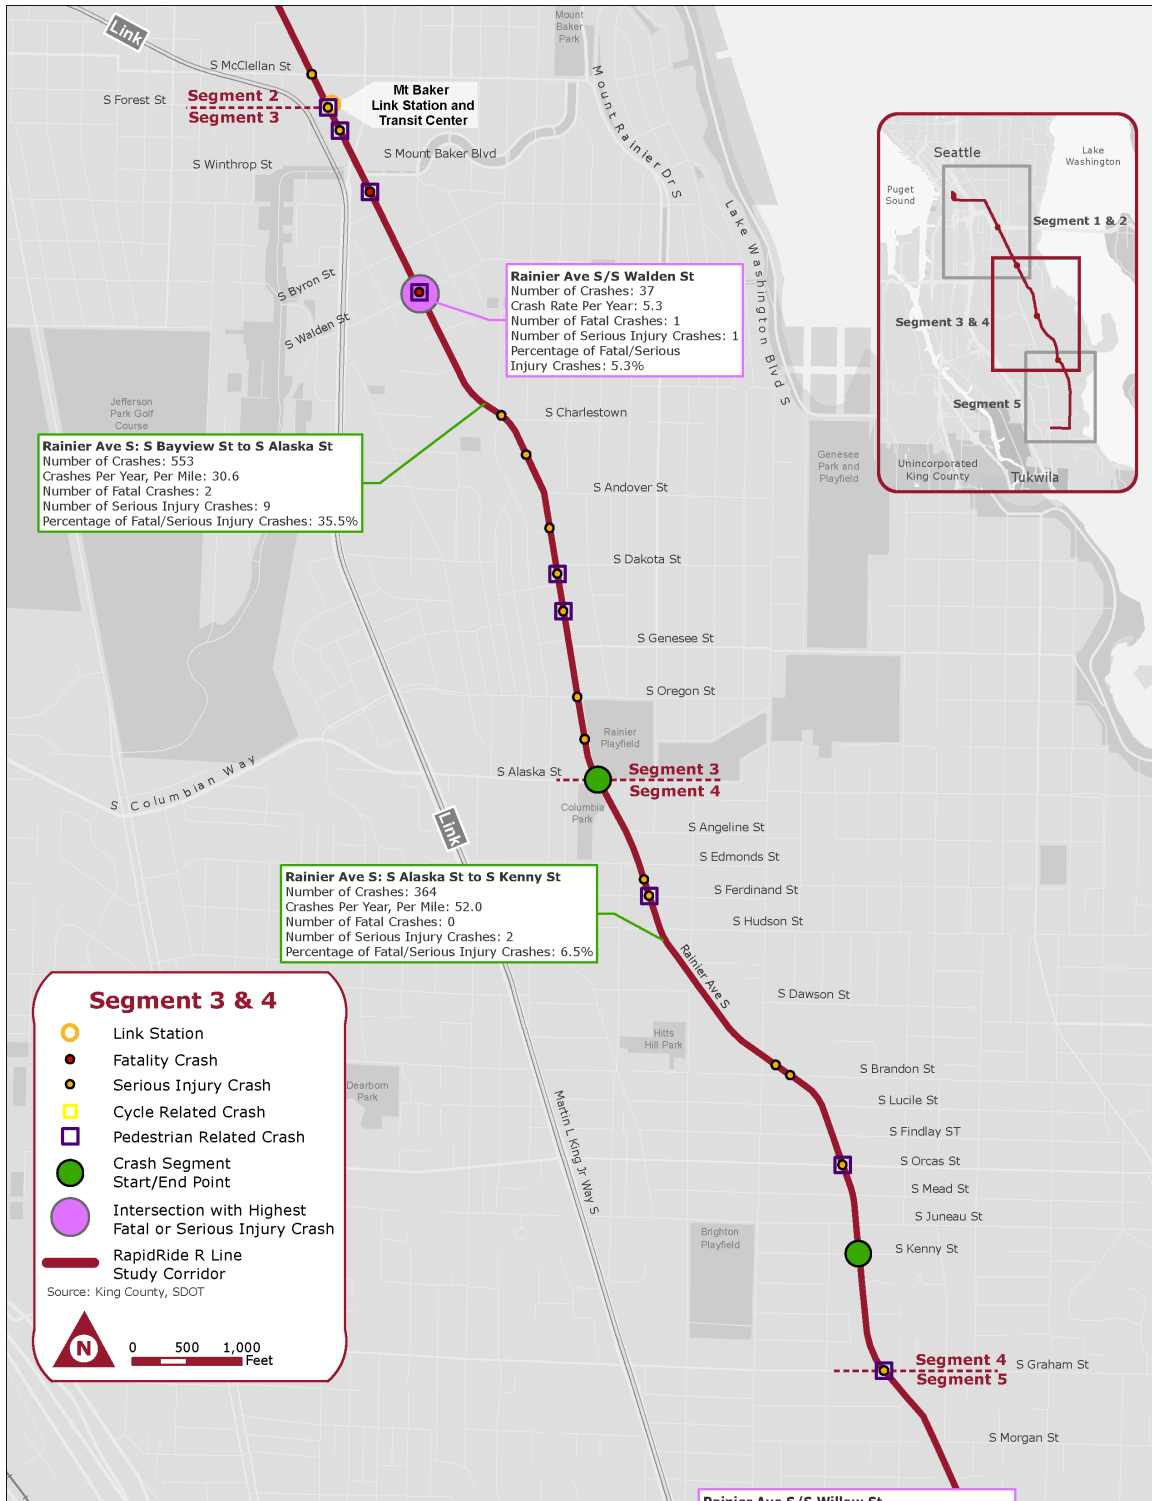 Link
Mount
Baker
Park
S McClellan St
S Forest St
Segment 2
Segment 3
Mt Baker
Link Station and
Transit Center
S Winthrop St
S Mount Baker Blvd
Mount Rainier Dr S
Lake Washington Blvd S
Seattle
Lake
Washington
Puget
Sound
Segment 1 & 2
Segment 3 & 4
Segment 5
Unincorporated
King County
Tukwila
S Byron St
S Walden St
Rainier Ave S/S Walden St
Number of Crashes: 37
Crash Rate Per Year: 5.3
Number of Fatal Crashes: 1
Number of Serious Injury Crashes: 1
Percentage of Fatal/Serious
Injury Crashes: 5.3%
Jefferson
Park Golf
Course
S Charlestown
Rainier Ave S: S Bayview St to S Alaska St
Number of Crashes: 553
Crashes Per Year, Per Mile: 30.6
Number of Fatal Crashes: 2
Number of Serious Injury Crashes: 9
Percentage of Fatal/Serious Injury Crashes: 35.5%
Genesee
Park and
Playfield
S Andover St
S Dakota St
S Genesee St
S Oregon St
Rainier
Playfield
S Columbian Way
S Alaska St
Segment 3
Segment 4
Columbia
Park
Link
S Angeline St
S Edmonds St
S Ferdinand St
S Hudson St
Rainier Ave S: S Alaska St to S Kenny St
Number of Crashes: 364
Crashes Per Year, Per Mile: 52.0
Number of Fatal Crashes: 0
Number of Serious Injury Crashes: 2
Percentage of Fatal/Serious Injury Crashes: 6.5%
Rainier Ave S
S Dawson St
Hitts
Hill Park
S Brandon St
Dearborn
Park
Martin L King Jr Way S
S Lucile St
S Findlay ST
S Orcas St
S Mead St
S Juneau St
Brighton
Playfield
S Kenny St
Segment 3 & 4
Link Station
Fatality Crash
Serious Injury Crash
Cycle Related Crash
Pedestrian Related Crash
Crash Segment
Start/End Point
Intersection with Highest
Fatal or Serious Injury Crash
RapidRide R Line
Study Corridor
Source: King County, SDOT
N
0 500 1,000
Feet
Segment 4
Segment 5
S Graham St
S Morgan St
Rainier Ave S/S Willow St